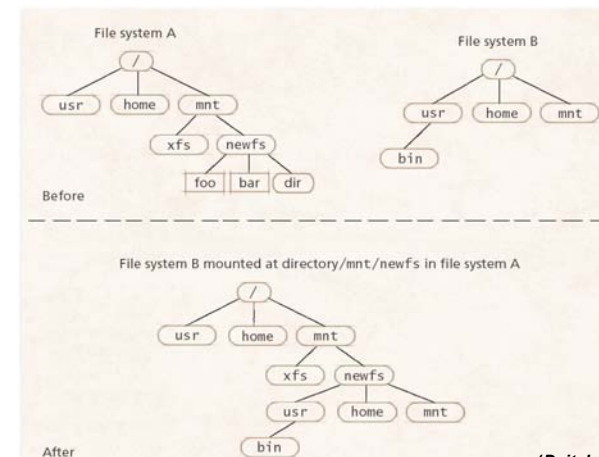 File system A
File system B
/
/
usr home mnt
usr home mnt
xfs newfs
bin
foo bar dir
Before
File system B mounted at directory/mnt/newfs in file system A
/
usr home mnt
xfs newfs
usr home mnt
bin
After